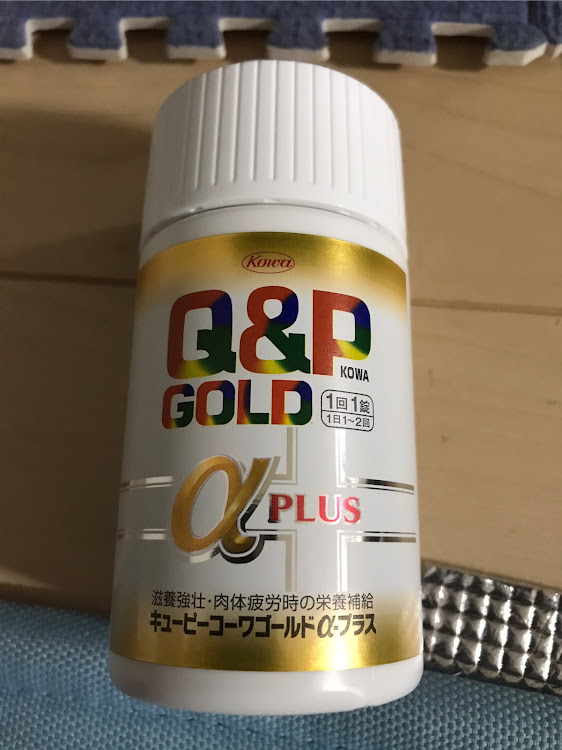 Kowa
Q&P
KOWA
GOLD
1回1錠
1日1~2回
α PLUS
滋養強壮・肉体疲労時の栄養補給
キューピーコーワゴールドα-プラス